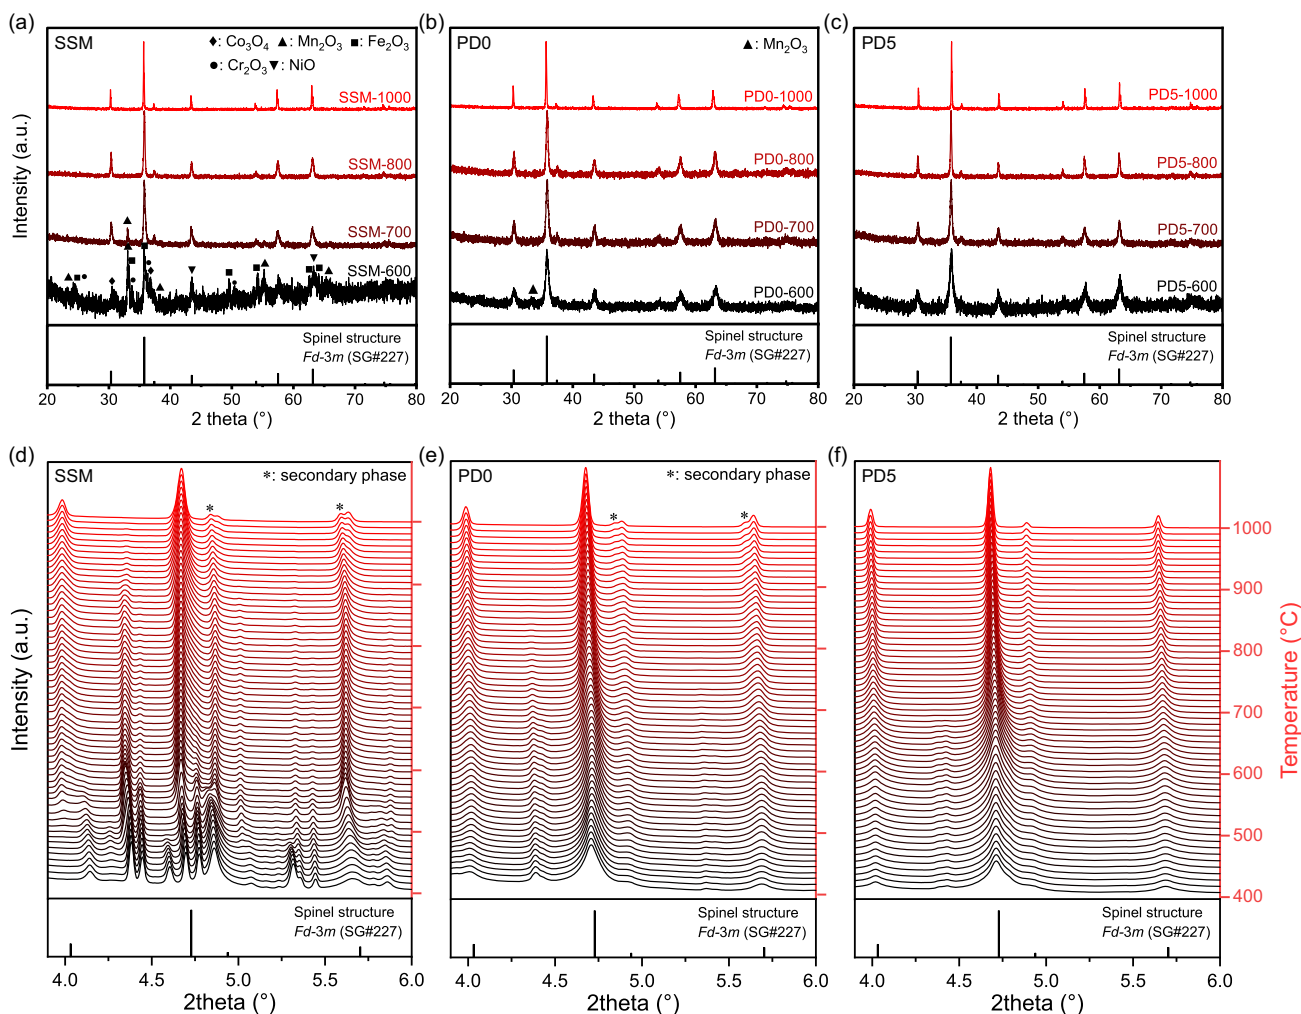 (a)
SSM
♦: Co₃O₄ ▲: Mn₂O₃ ■: Fe₂O₃
●: Cr₂O₃ ▼: NiO
SSM-1000
SSM-800
SSM-700
SSM-600
Spinel structure
Fd-3m (SG#227)
Intensity (a.u.)
20 30 40 50 60 70 80
2 theta (°)
(b)
PD0
▲: Mn₂O₃
PD0-1000
PD0-800
PD0-700
PD0-600
Spinel structure
Fd-3m (SG#227)
20 30 40 50 60 70 80
2 theta (°)
(c)
PD5
PD5-1000
PD5-800
PD5-700
PD5-600
Spinel structure
Fd-3m (SG#227)
20 30 40 50 60 70 80
2 theta (°)
(d)
SSM
*: secondary phase
*
*
Intensity (a.u.)
Spinel structure
Fd-3m (SG#227)
4.0 4.5 5.0 5.5 6.0
2theta (°)
(e)
PD0
*: secondary phase
*
*
Spinel structure
Fd-3m (SG#227)
4.0 4.5 5.0 5.5 6.0
2theta (°)
(f)
PD5
1000
900
800
700
600
500
400
Temperature (°C)
Spinel structure
Fd-3m (SG#227)
4.0 4.5 5.0 5.5 6.0
2theta (°)